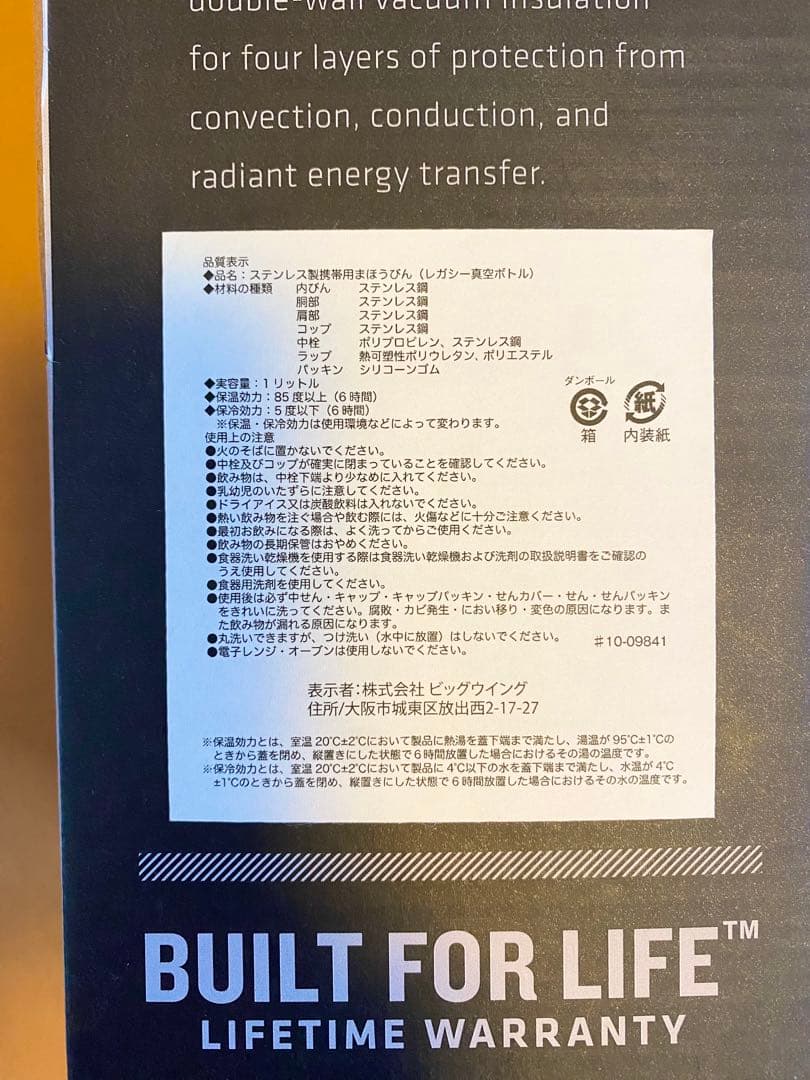 double-wall vacuum insulation
for four layers of protection from
convection, conduction, and
radiant energy transfer.
品質表示
◆品名：ステンレス製携帯用まほうびん（レガシー真空ボトル）
◆材料の種類 内びん ステンレス鋼
胴部 ステンレス鋼
肩部 ステンレス鋼
コップ ステンレス鋼
中栓 ポリプロピレン、ステンレス鋼
ラップ 熱可塑性ポリウレタン、ポリエステル
パッキン シリコーンゴム
◆実容量：1リットル
◆保温効力：85度以上（6時間）
◆保冷効力：5度以下（6時間）
※保温・保冷効力は使用環境などによって変わります。
ダンボール
紙
箱 内装紙
使用上の注意
●火のそばに置かないでください。
●中栓及びコップが確実に閉まっていることを確認してください。
●飲み物は、中栓下端より少なめに入れてください。
●乳幼児のいたずらに注意してください。
●ドライアイス又は炭酸飲料は入れないでください。
●熱い飲み物を注ぐ場合や飲む際には、火傷などに十分ご注意ください。
●最初お飲みになる際は、よく洗ってからご使用ください。
●飲み物の長期保管はおやめください。
●食器洗い乾燥機を使用する際は食器洗い乾燥機および洗剤の取扱説明書をご確認の
うえ使用してください。
●食器用洗剤を使用してください。
●使用後は必ず中せん・キャップ・キャップパッキン・せんカバー・せん・せんパッキン
をきれいに洗ってください。腐敗・カビ発生・におい移り・変色の原因になります。ま
た飲み物が漏れる原因になります。
●丸洗いできますが、つけ洗い（水中に放置）はしないでください。
●電子レンジ・オーブンは使用しないでください。
♯10-09841
表示者：株式会社 ビッグウイング
住所/大阪市城東区放出西2-17-27
※保温効力とは、室温 20℃±2℃において製品に熱湯を蓋下端まで満たし、湯温が 95℃±1℃の
ときから蓋を閉め、縦置きにした状態で6時間放置した場合におけるその湯の温度です。
※保冷効力とは、室温 20℃±2℃において製品に 4℃以下の水を蓋下端まで満たし、水温が 4℃
±1℃のときから蓋を閉め、縦置きにした状態で6時間放置した場合におけるその水の温度です。
BUILT FOR LIFE™
LIFETIME WARRANTY